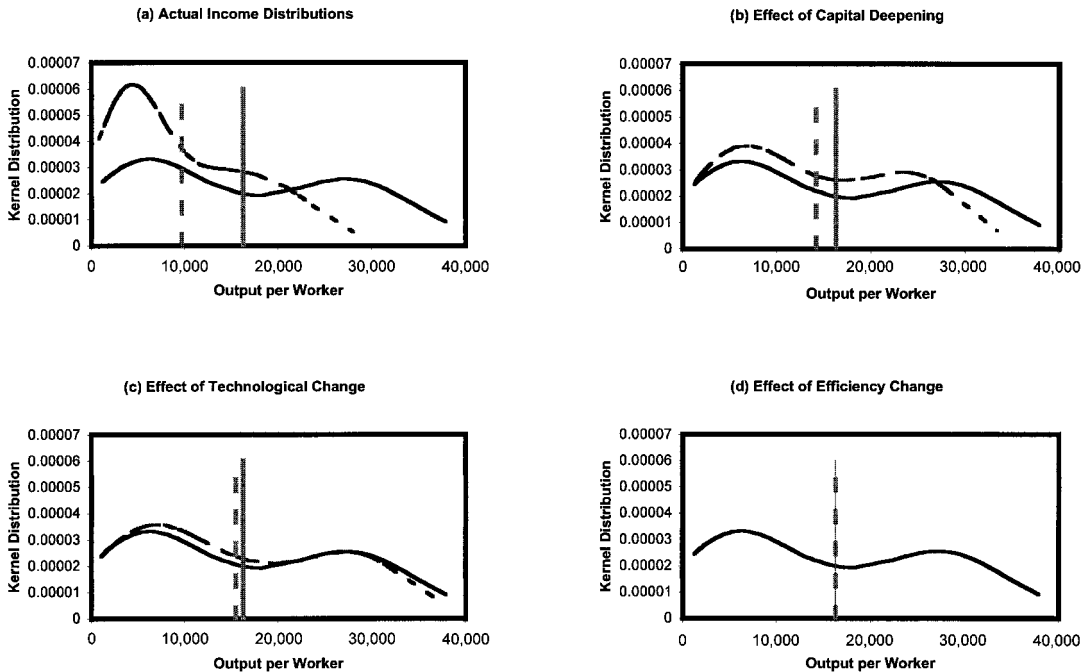 (a) Actual Income Distributions
Kernel Distribution
0.00007
0.00006
0.00005
0.00004
0.00003
0.00002
0.00001
0
0 10,000 20,000 30,000 40,000
Output per Worker
(b) Effect of Capital Deepening
Kernel Distribution
0.00007
0.00006
0.00005
0.00004
0.00003
0.00002
0.00001
0
0 10,000 20,000 30,000 40,000
Output per Worker
(c) Effect of Technological Change
Kernel Distribution
0.00007
0.00006
0.00005
0.00004
0.00003
0.00002
0.00001
0
0 10,000 20,000 30,000 40,000
Output per Worker
(d) Effect of Efficiency Change
Kernel Distribution
0.00007
0.00006
0.00005
0.00004
0.00003
0.00002
0.00001
0
0 10,000 20,000 30,000 40,000
Output per Worker